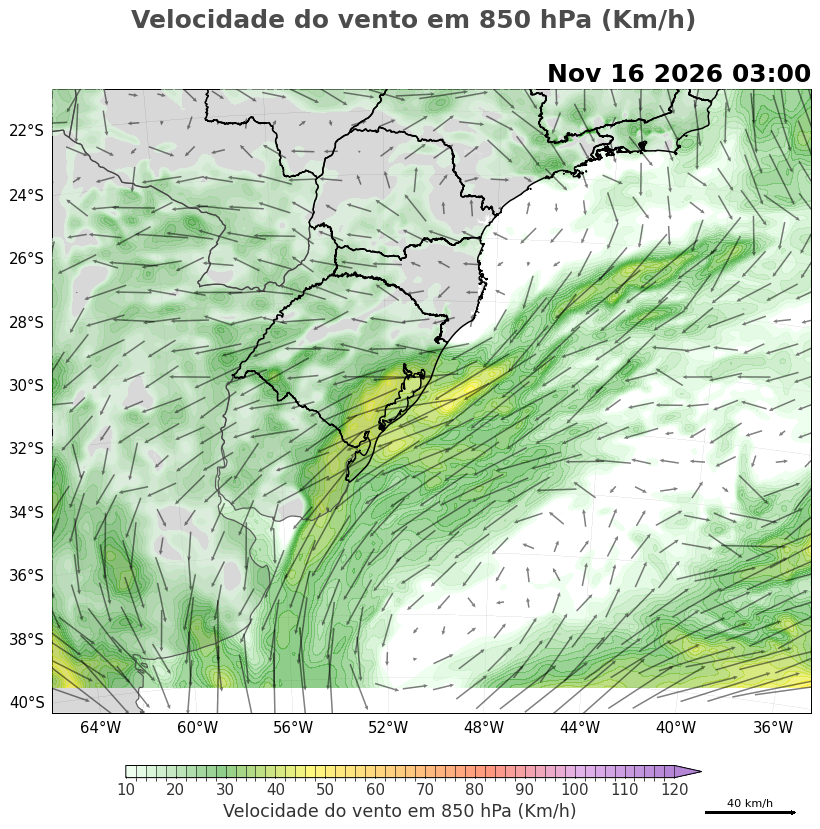 Velocidade do vento em 850 hPa (Km/h)
Nov 16 2026 03:00
22°S
24°S
26°S
28°S
30°S
32°S
34°S
36°S
38°S
40°S
64°W 60°W 56°W 52°W 48°W 44°W 40°W 36°W
10 20 30 40 50 60 70 80 90 100 110 120
Velocidade do vento em 850 hPa (Km/h)
40 km/h